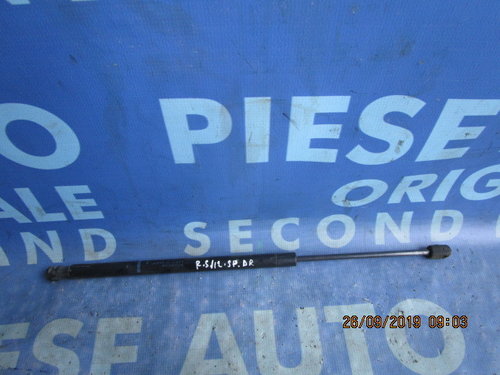 PIESE
O
ORIG
ALE
SECOND
AND
R.S/12.SP.DR
ESE AUTO
26/09/2019 09:03